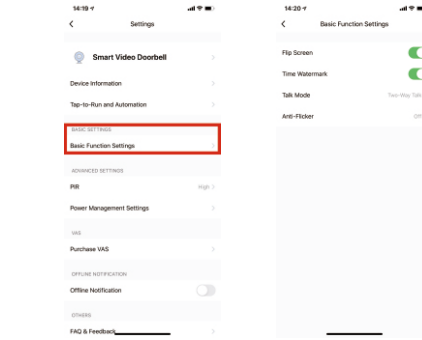 14:19
Settings
Smart Video Doorbell
Device Information
Tap-to-Run and Automation
BASIC SETTINGS
Basic Function Settings
ADVANCED SETTINGS
PIR High
Power Management Settings
VAS
Purchase VAS
OFFLINE NOTIFICATION
Offline Notification
OTHERS
FAQ & Feedback
14:20
Basic Function Settings
Flip Screen
Time Watermark
Talk Mode Two-Way Talk
Anti-Flicker Off